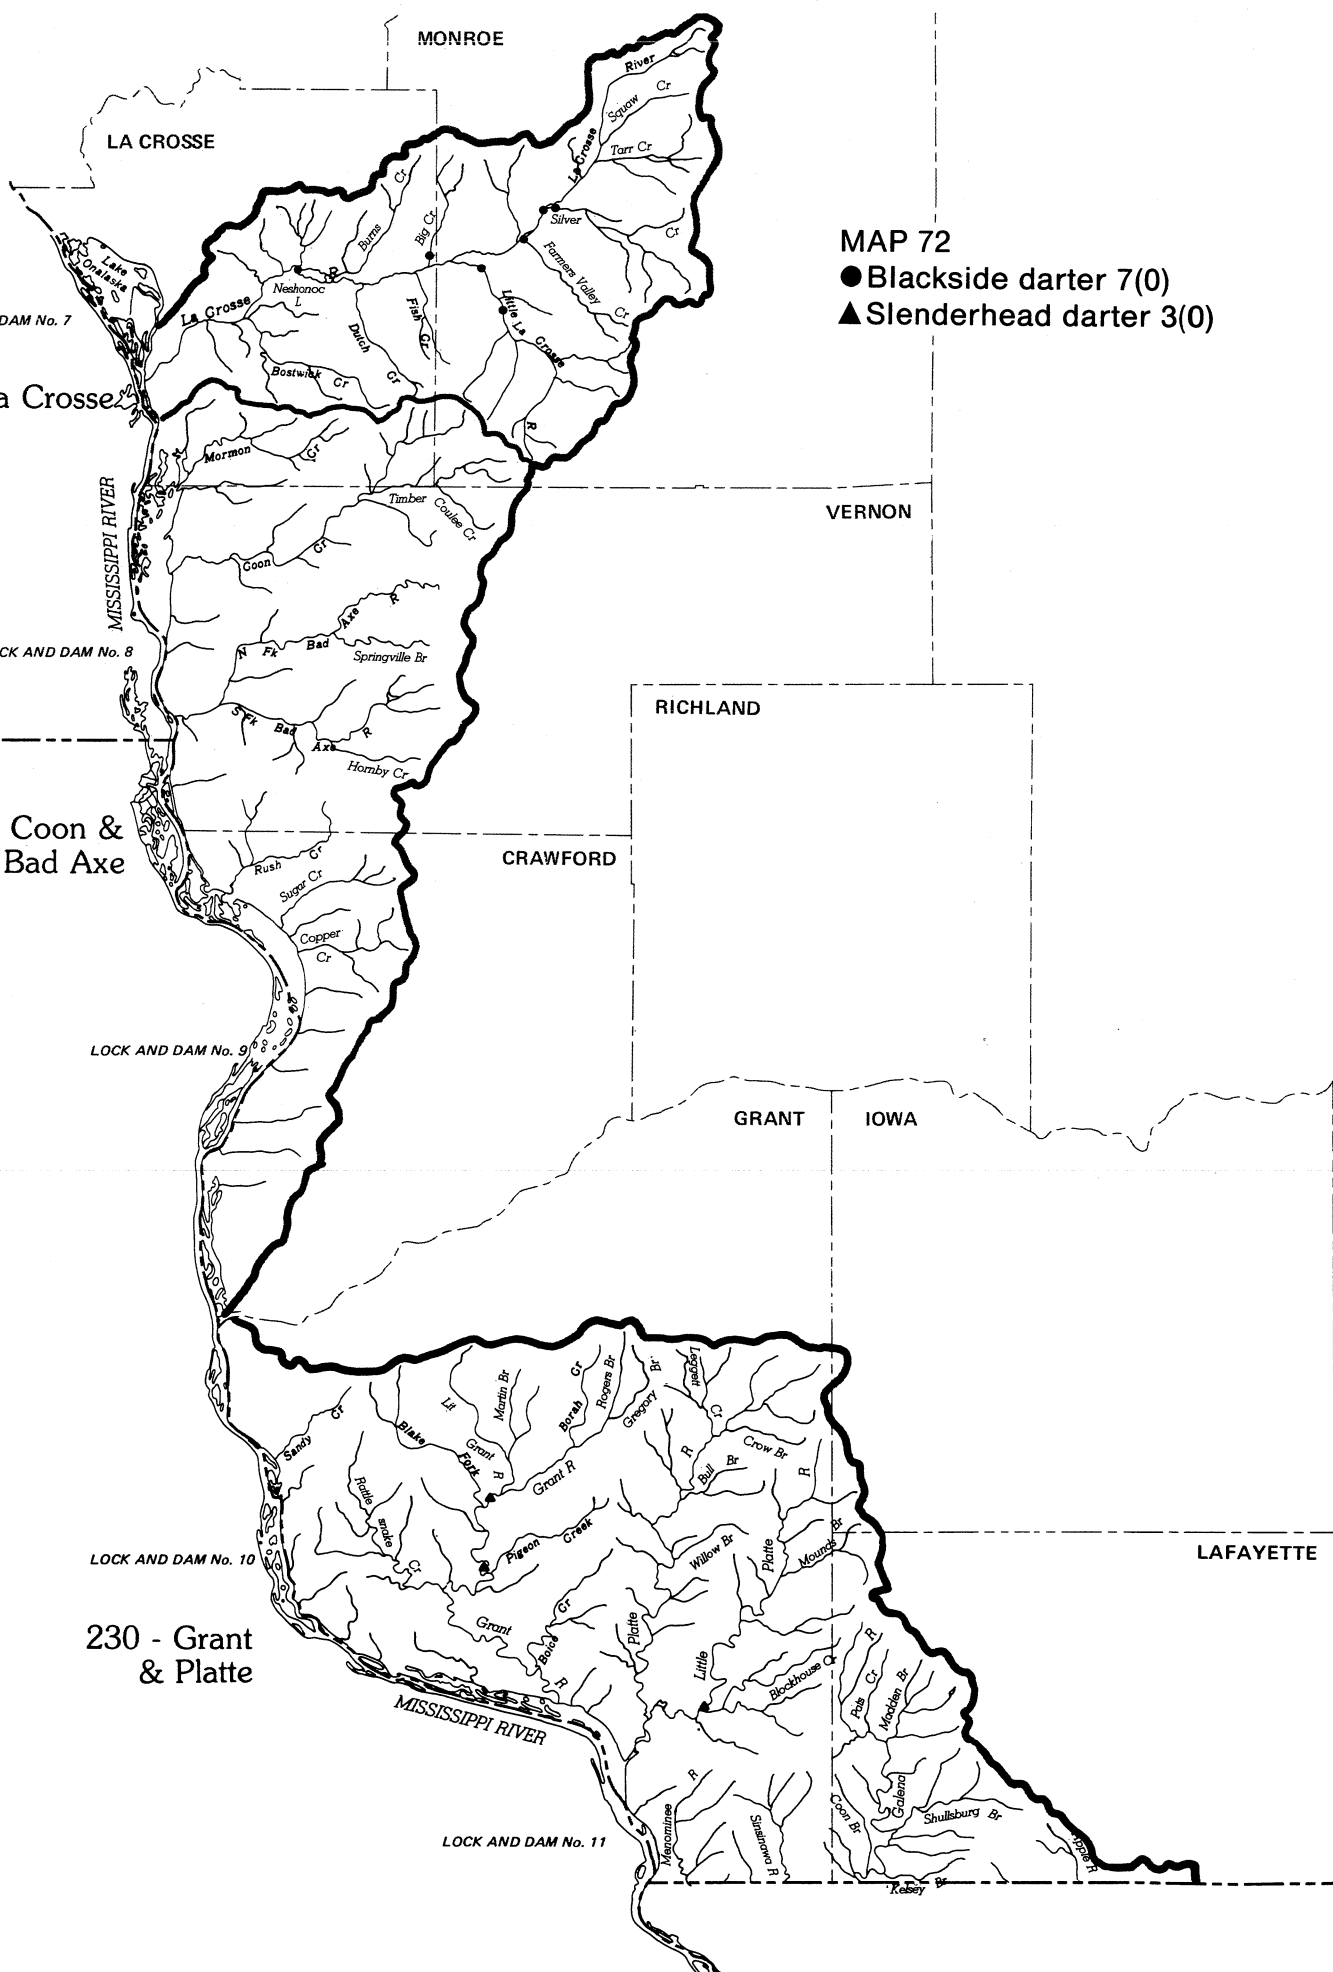 MONROE
River
Squaw Cr
LA CROSSE
La Crosse
Tarr Cr
Cr
Burns
Big Cr
Silver
Cr
MAP 72
Blackside darter 7(0)
Slenderhead darter 3(0)
Lake
Onalaska
R
Farmers Valley Cr
Neshonoc
L
La Crosse
Fish Cr
Little La Crosse
R
DAM No. 7
Dutch
Cr
Bostwick Cr
a Crosse
Mormon Cr
MISSISSIPPI RIVER
Timber
Coulee Cr
VERNON
Coon Cr
N Fk Bad Axe R
CK AND DAM No. 8
Springville Br
RICHLAND
S Fk Bad Axe R
Hornby Cr
Coon &
Bad Axe
CRAWFORD
Rush Cr
Sugar Cr
Copper
Cr
LOCK AND DAM No. 9
GRANT
IOWA
Sandy Cr
Blake
Fork
Lit
Grant
R
Martin Br
Borah Cr
Rogers Br
Gregory Br.
Leggett
Cr
Crow Br
R
Bull Br
R
Grant R
Rattle
snake
Cr
Pigeon Creek
Willow Br
Platte
Mounds Br
LOCK AND DAM No. 10
LAFAYETTE
230 - Grant
& Platte
Grant
R
Boice Cr
Platte
R
Little
Blockhouse Cr
R
Pats Cr
Madden Br
MISSISSIPPI RIVER
R
Menominee
Sinsinawa R
Coon Br
Galena
Shullsburg Br
LOCK AND DAM No. 11
Apple R
Kelsey Br